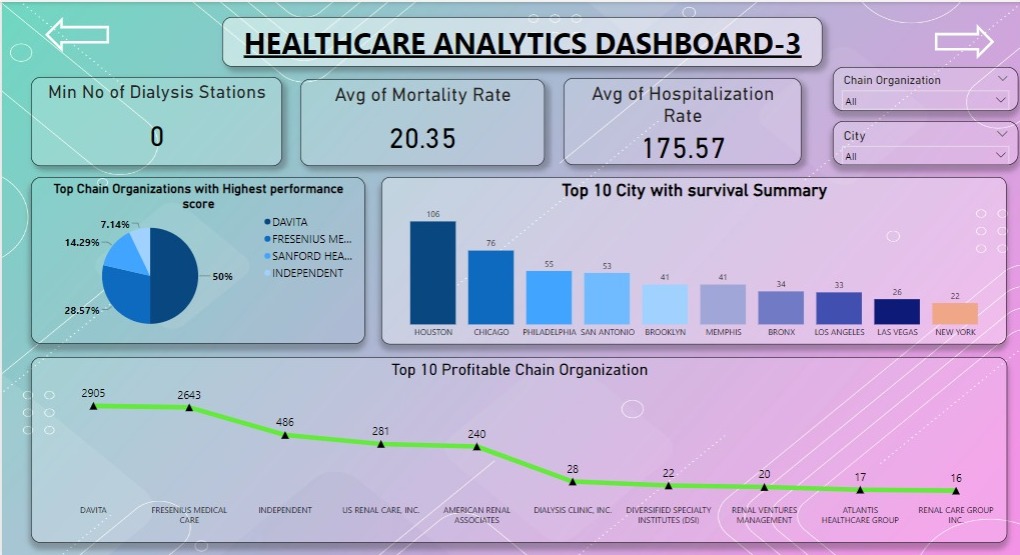 HEALTHCARE ANALYTICS DASHBOARD-3
Min No of Dialysis Stations
0
Avg of Mortality Rate
20.35
Avg of Hospitalization
Rate
175.57
Chain Organization
All
City
All
Top Chain Organizations with Highest performance
score
7.14%
14.29%
28.57%
50%
DAVITA
FRESENIUS ME...
SANFORD HEA...
INDEPENDENT
Top 10 City with survival Summary
106
76
55
53
41
41
34
33
26
22
HOUSTON
CHICAGO
PHILADELPHIA
SAN ANTONIO
BROOKLYN
MEMPHIS
BRONX
LOS ANGELES
LAS VEGAS
NEW YORK
Top 10 Profitable Chain Organization
2905
2643
486
281
240
28
22
20
17
16
DAVITA
FRESENIUS MEDICAL
CARE
INDEPENDENT
US RENAL CARE, INC.
AMERICAN RENAL
ASSOCIATES
DIALYSIS CLINIC, INC.
DIVERSIFIED SPECIALTY
INSTITUTES (DSI)
RENAL VENTURES
MANAGEMENT
ATLANTIS
HEALTHCARE GROUP
RENAL CARE GROUP
INC.